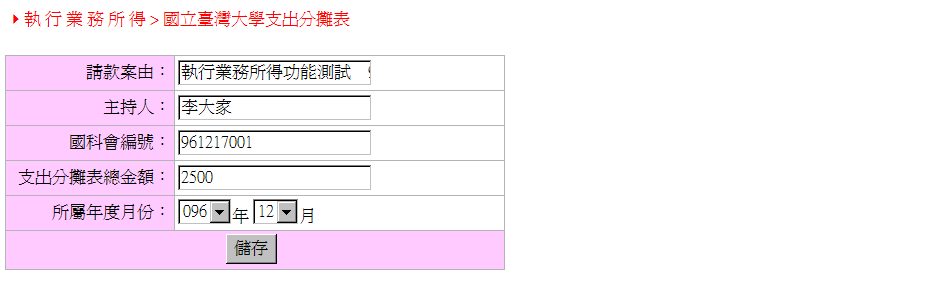 執 行 業 務 所 得 > 國立臺灣大學支出分攤表
請款案由： 執行業務所得功能測試
主持人： 李大家
國科會編號： 961217001
支出分攤表總金額： 2500
所屬年度月份： 096 年 12 月
儲存